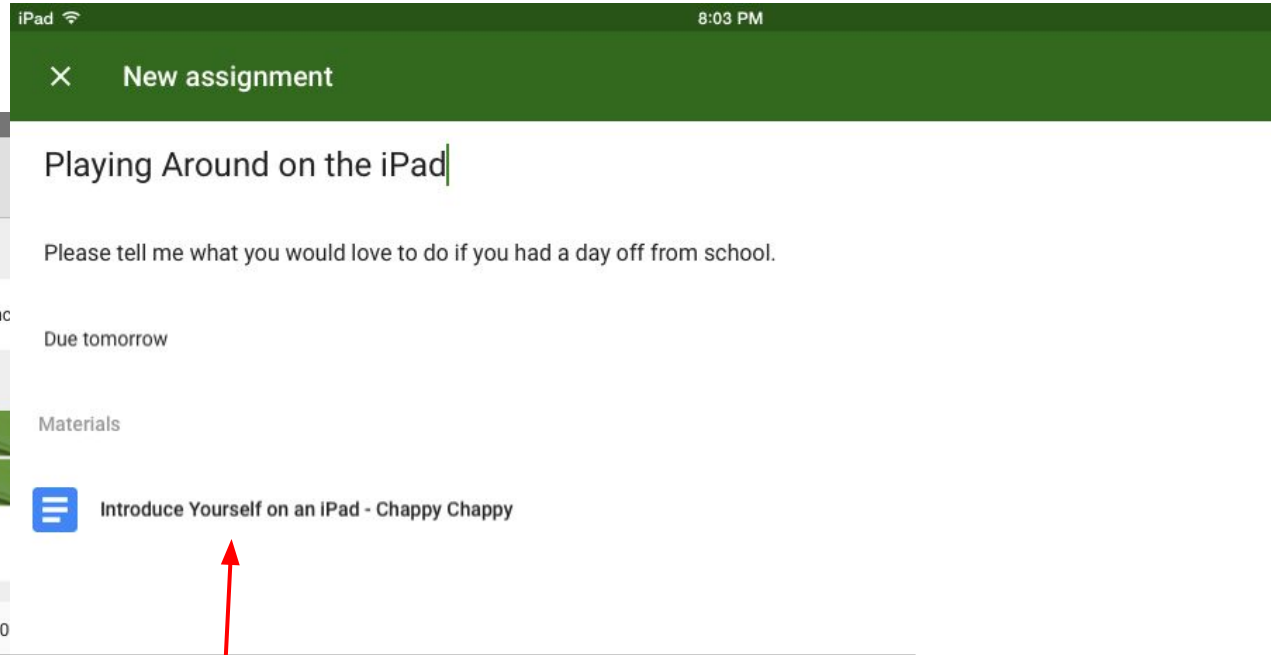 iPad 8:03 PM
New assignment
Playing Around on the iPad
Please tell me what you would love to do if you had a day off from school.
Due tomorrow
Materials
Introduce Yourself on an iPad - Chappy Chappy